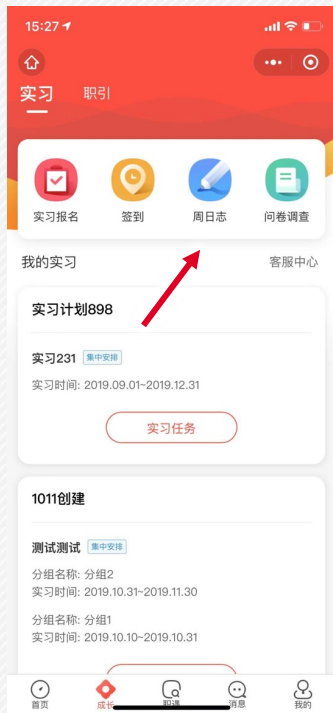 15:27
实习 职引
实习报名 签到 周日志 问卷调查
我的实习 客服中心
实习计划898
实习231 集中安排
实习时间: 2019.09.01~2019.12.31
实习任务
1011创建
测试测试 集中安排
分组名称: 分组2
实习时间: 2019.10.31~2019.11.30
分组名称: 分组1
实习时间: 2019.10.10~2019.10.31
首页 成长 职遇 消息 我的